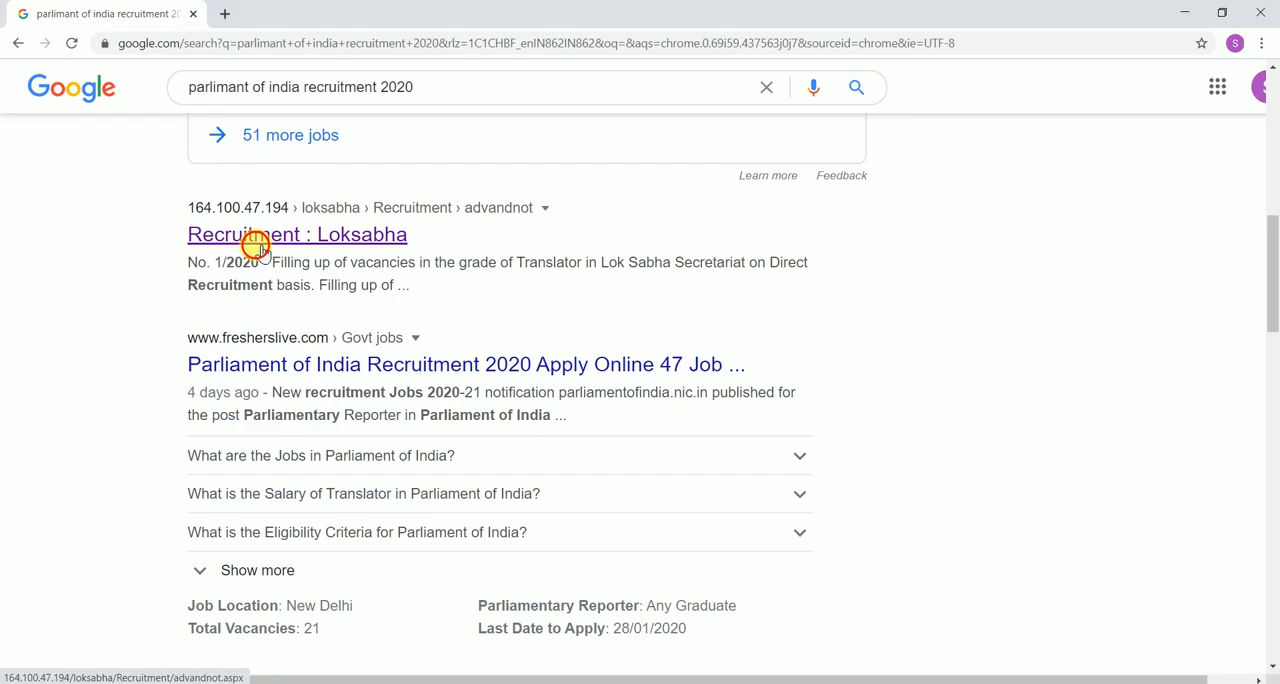 parlimant of india recruitment 20
google.com/search?q=parlimant+of+india+recruitment+2020&rlz=1C1CHBF_enIN862IN862&oq=&aqs=chrome.0.69i59.437563j0j7&sourceid=chrome&ie=UTF-8
S
Google
parlimant of india recruitment 2020
51 more jobs
Learn more Feedback
164.100.47.194 › loksabha › Recruitment › advandnot
Recruitment : Loksabha
No. 1/2020 Filling up of vacancies in the grade of Translator in Lok Sabha Secretariat on Direct
Recruitment basis. Filling up of ...
www.fresherslive.com › Govt jobs
Parliament of India Recruitment 2020 Apply Online 47 Job ...
4 days ago - New recruitment Jobs 2020-21 notification parliamentofindia.nic.in published for
the post Parliamentary Reporter in Parliament of India ...
What are the Jobs in Parliament of India?
What is the Salary of Translator in Parliament of India?
What is the Eligibility Criteria for Parliament of India?
Show more
Job Location: New Delhi Parliamentary Reporter: Any Graduate
Total Vacancies: 21 Last Date to Apply: 28/01/2020
164.100.47.194/loksabha/Recruitment/advandnot.aspx